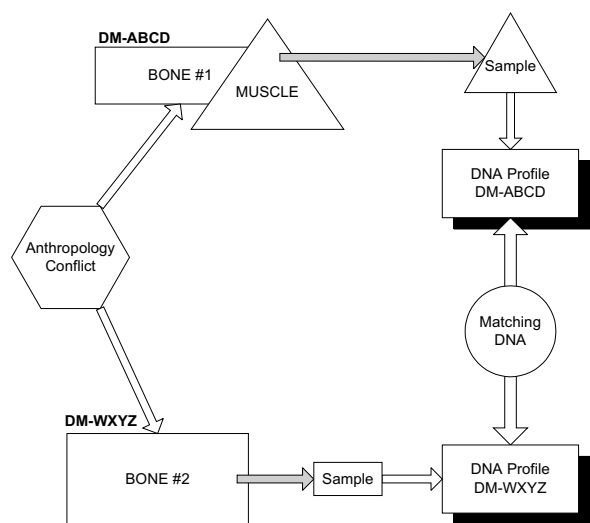 DM-ABCD
BONE #1
MUSCLE
Sample
DNA Profile
DM-ABCD
Anthropology
Conflict
Matching
DNA
DM-WXYZ
BONE #2
Sample
DNA Profile
DM-WXYZ